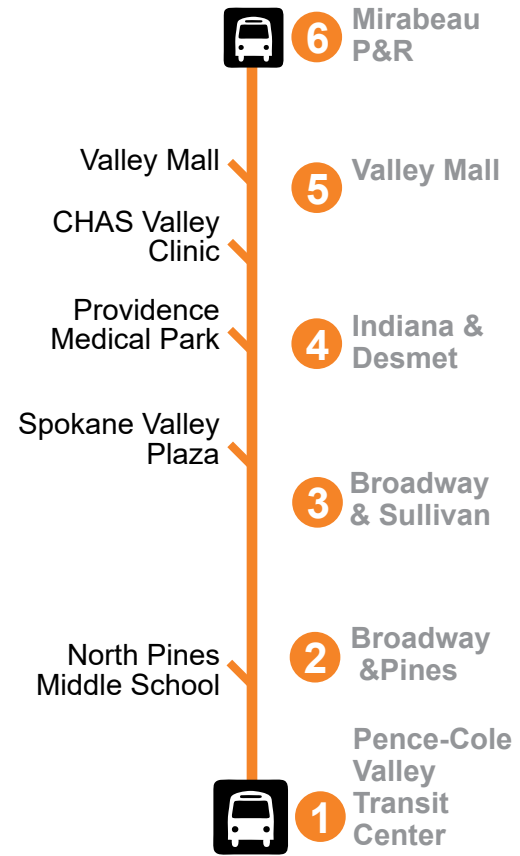 6
Mirabeau
P&R
Valley Mall
5
Valley Mall
CHAS Valley
Clinic
Providence
Medical Park
4
Indiana &
Desmet
Spokane Valley
Plaza
3
Broadway
& Sullivan
North Pines
Middle School
2
Broadway
&Pines
1
Pence-Cole
Valley
Transit
Center